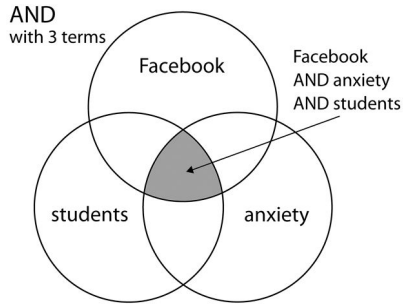 AND
with 3 terms
Facebook
Facebook
AND anxiety
AND students
students
anxiety